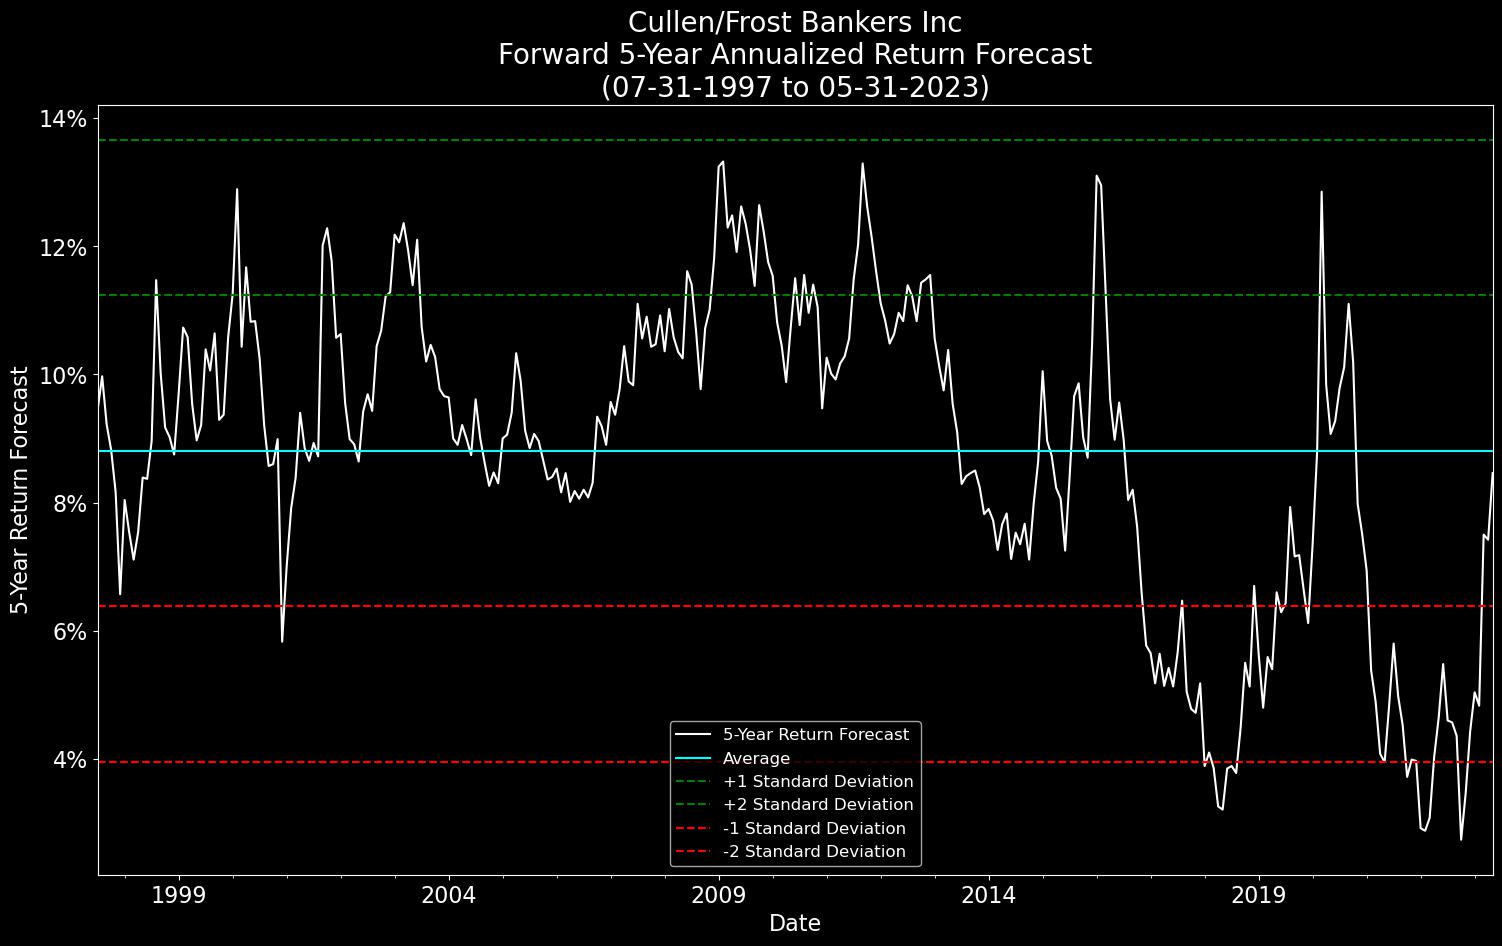 Cullen/Frost Bankers Inc
Forward 5-Year Annualized Return Forecast
(07-31-1997 to 05-31-2023)
14%
12%
10%
8%
6%
4%
5-Year Return Forecast
5-Year Return Forecast
Average
+1 Standard Deviation
+2 Standard Deviation
-1 Standard Deviation
-2 Standard Deviation
1999 2004 2009 2014 2019
Date